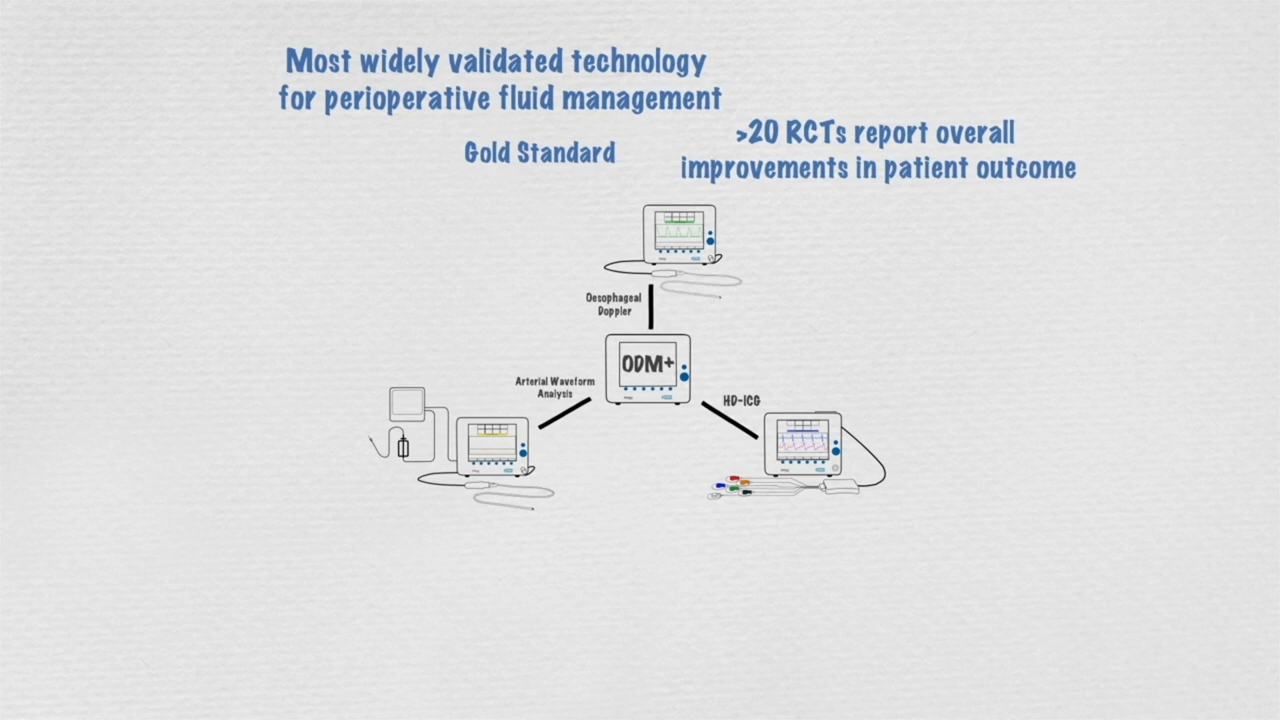 Most widely validated technology
for perioperative fluid management
>20 RCTs report overall
improvements in patient outcome
Gold Standard
Oesophageal
Doppler
ODM+
Arterial Waveform
Analysis
HD-ICG